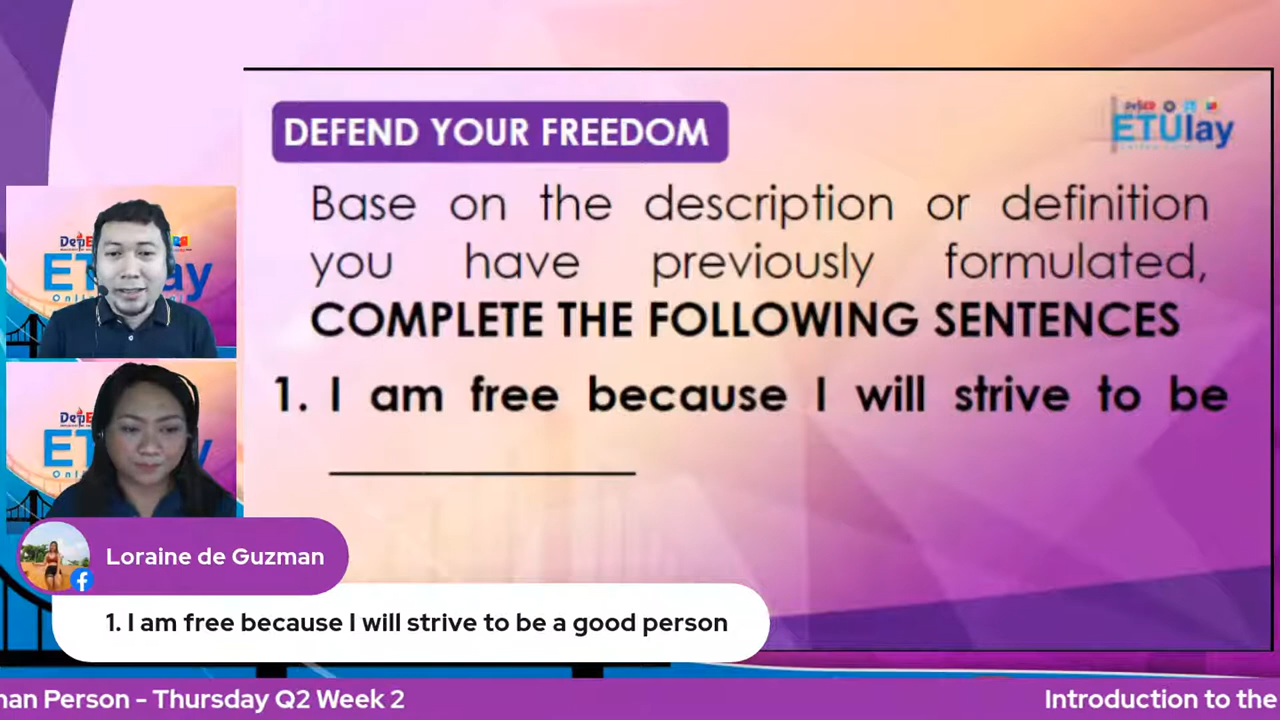 DEFEND YOUR FREEDOM
DepED
ETUlay
Base on the description or definition
you have previously formulated,
COMPLETE THE FOLLOWING SENTENCES
1. I am free because I will strive to be
Loraine de Guzman
1. I am free because I will strive to be a good person
nan Person - Thursday Q2 Week 2
Introduction to the